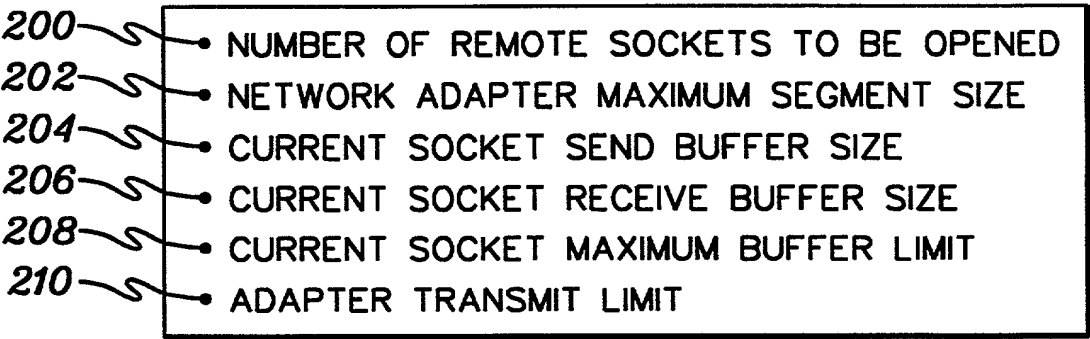 200 NUMBER OF REMOTE SOCKETS TO BE OPENED
202 NETWORK ADAPTER MAXIMUM SEGMENT SIZE
204 CURRENT SOCKET SEND BUFFER SIZE
206 CURRENT SOCKET RECEIVE BUFFER SIZE
208 CURRENT SOCKET MAXIMUM BUFFER LIMIT
210 ADAPTER TRANSMIT LIMIT